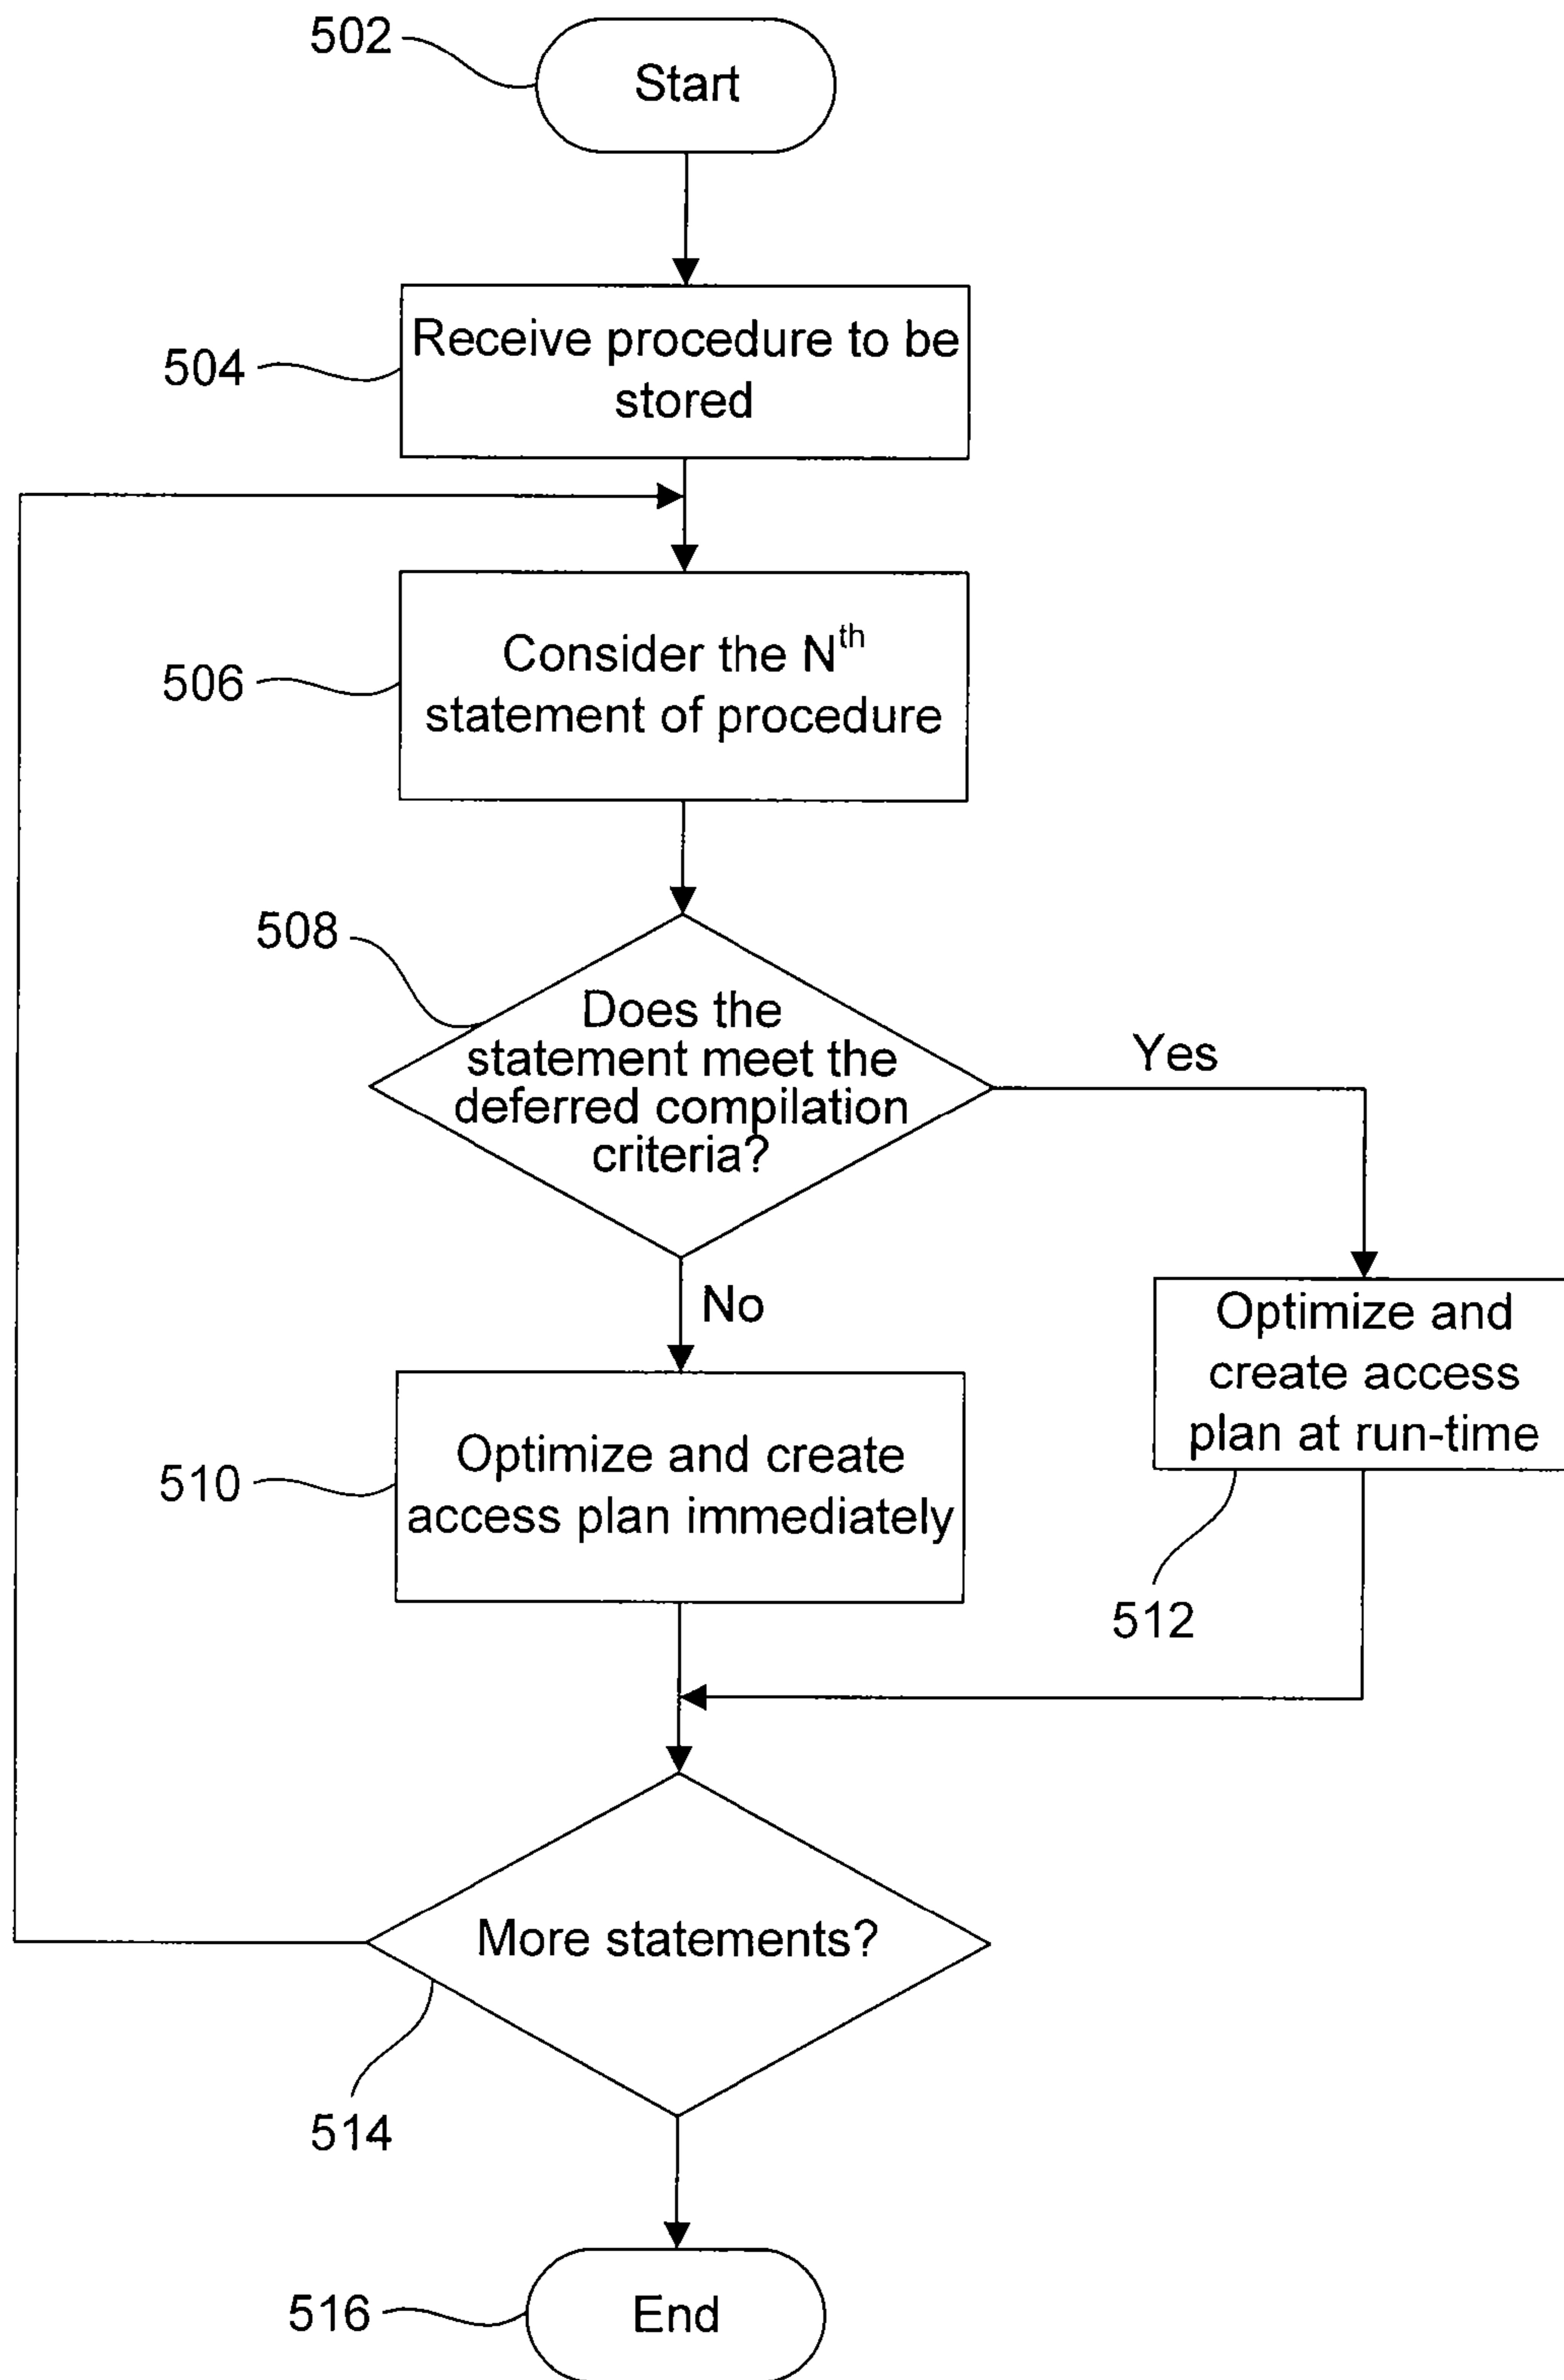 502
Start
504
Receive procedure to be
stored
506
Consider the Nth
statement of procedure
508
Does the
statement meet the
deferred compilation
criteria?
Yes
No
Optimize and
create access
plan at run-time
510
Optimize and create
access plan immediately
512
More statements?
514
516
End